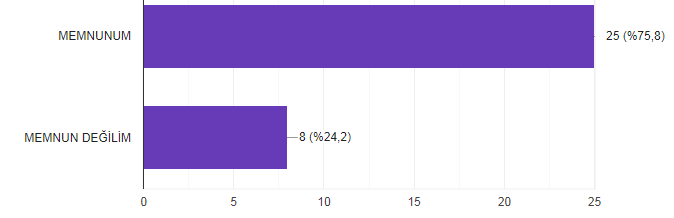 MEMNUNUM 25 (%75,8)
MEMNUN DEĞİLİM 8 (%24,2)
0 5 10 15 20 25